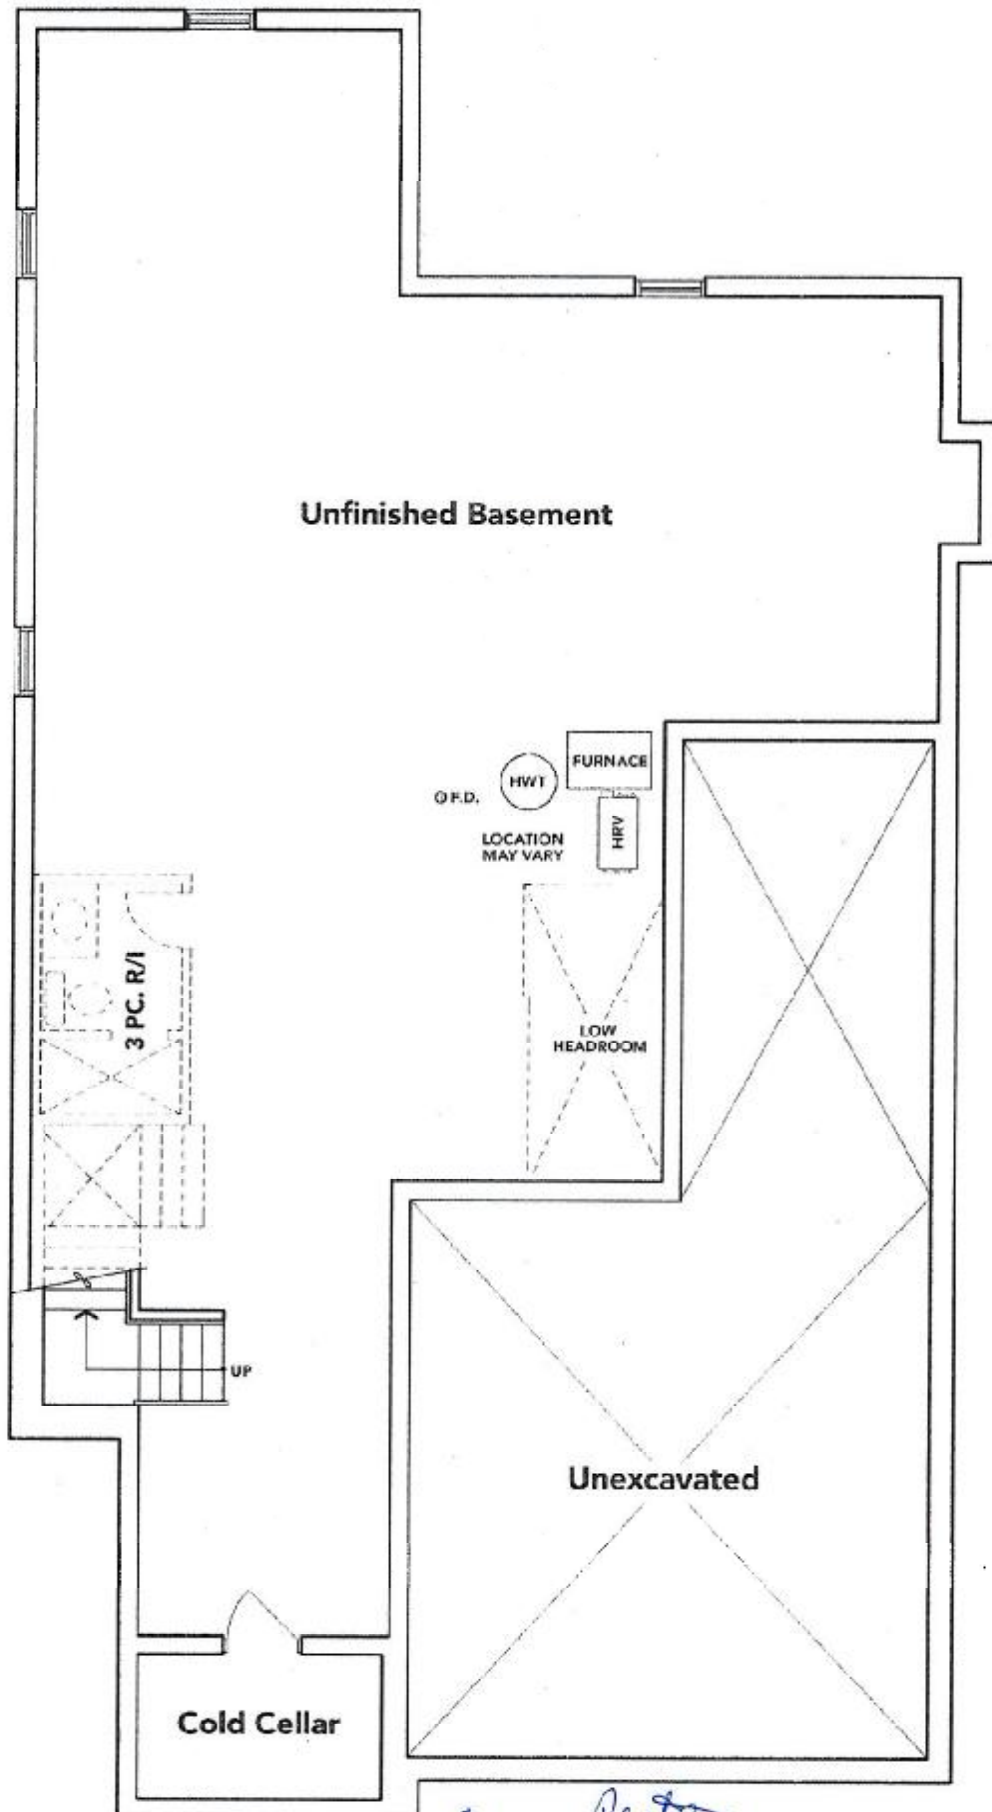 Unfinished Basement
FURNACE
HWT
O F.D.
HRV
LOCATION
MAY VARY
3 PC. R/I
LOW
HEADROOM
UP
Unexcavated
Cold Cellar